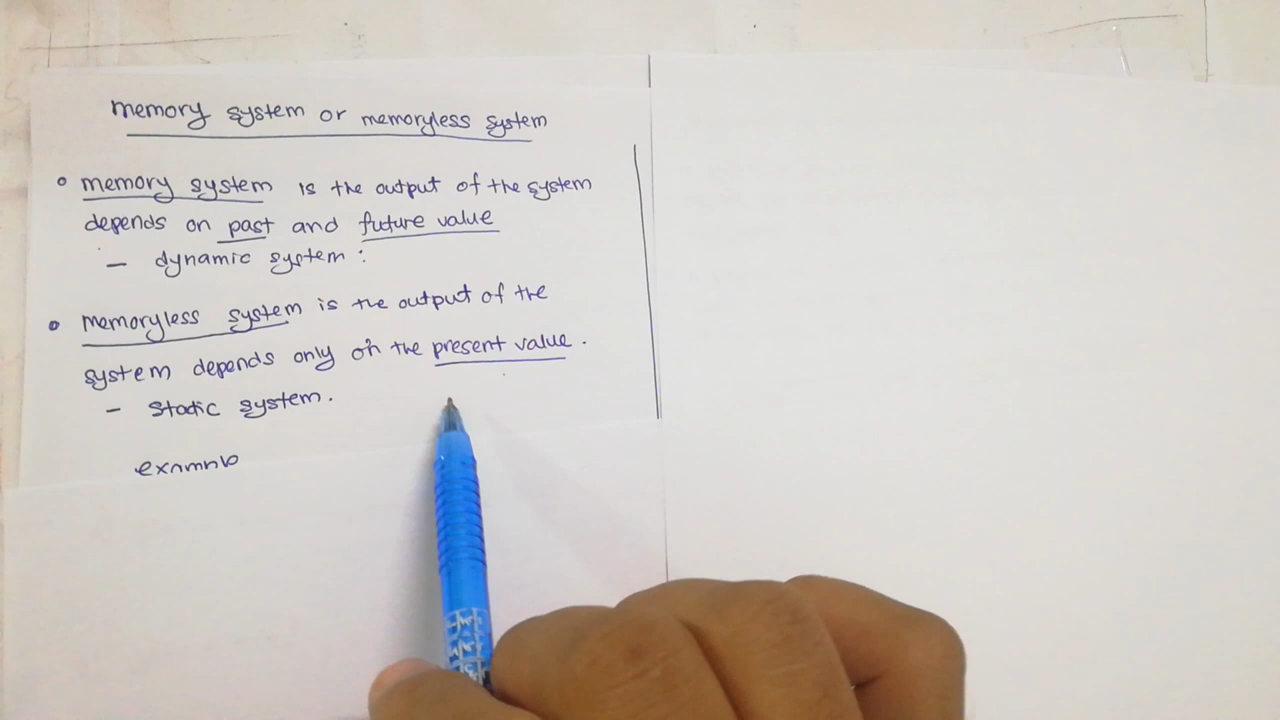 memory system or memoryless system
memory system is the output of the system
depends on past and future value
- dynamic system:
memoryless system is the output of the
system depends only on the present value.
- Static system.